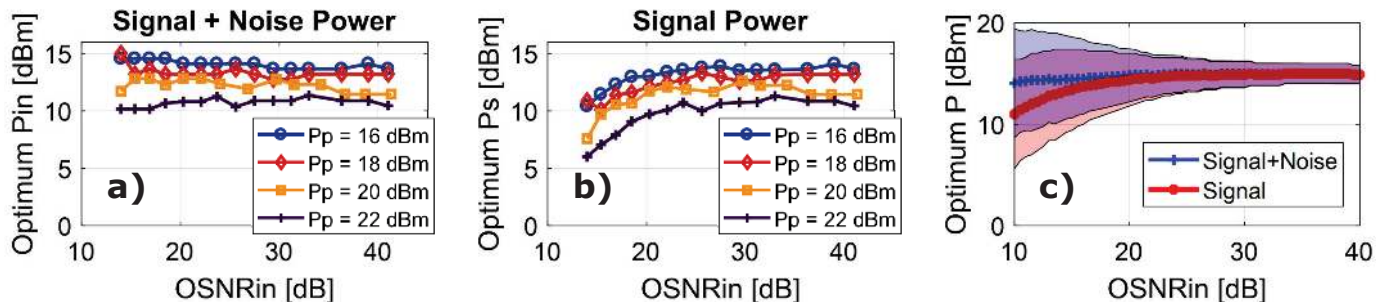 Signal + Noise Power
Optimum Pin [dBm]
15
10
5
0
a)
Pp = 16 dBm
Pp = 18 dBm
Pp = 20 dBm
Pp = 22 dBm
10 20 30 40
OSNRin [dB]
Signal Power
Optimum Ps [dBm]
15
10
5
0
b)
Pp = 16 dBm
Pp = 18 dBm
Pp = 20 dBm
Pp = 22 dBm
10 20 30 40
OSNRin [dB]
Optimum P [dBm]
20
15
10
5
0
c)
Signal+Noise
Signal
10 20 30 40
OSNRin [dB]